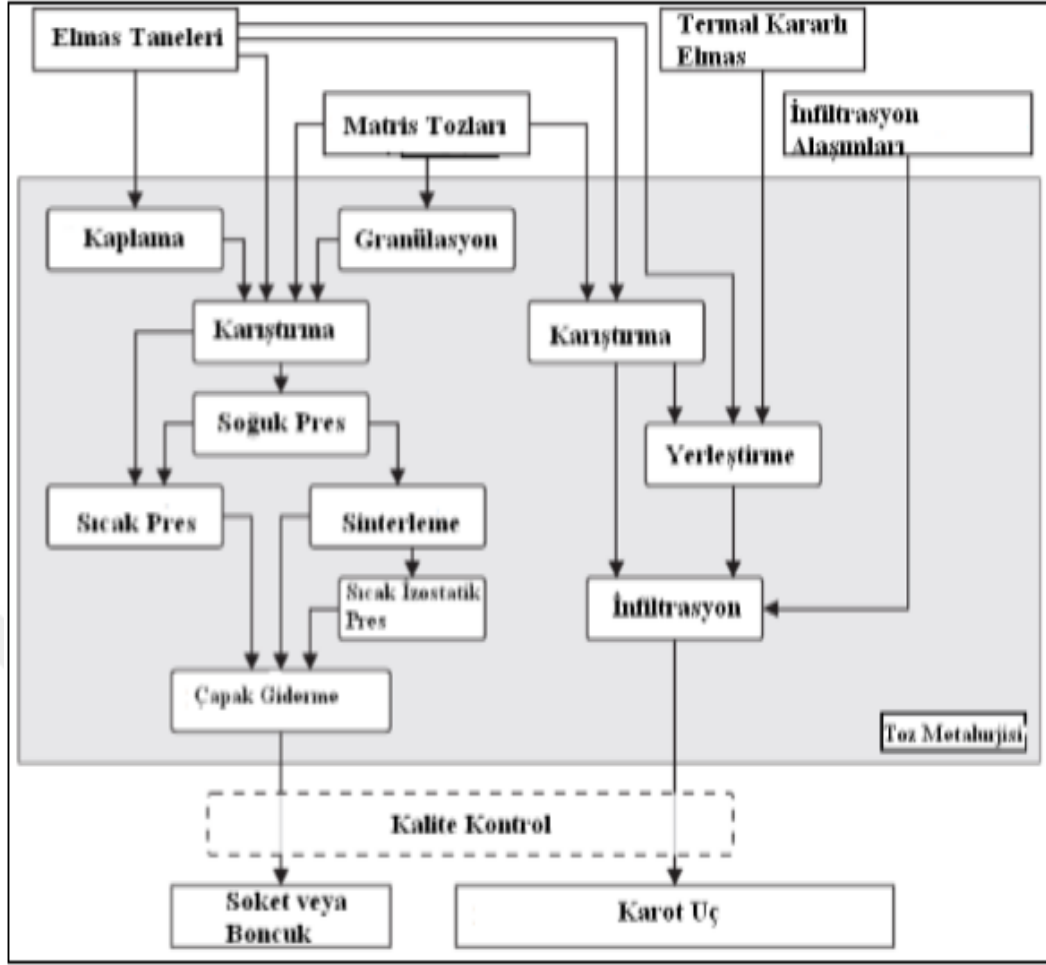 Elmas Taneleri
Termal Kararlı
Elmas
Matris Tozları
İnfiltrasyon
Alaşımları
Kaplama
Granülasyon
Karıştırma
Karıştırma
Soğuk Pres
Yerleştirme
Sıcak Pres
Sinterleme
Sıcak İzostatik
Pres
İnfiltrasyon
Çapak Giderme
Toz Metalurjisi
Kalite Kontrol
Soket veya
Boncuk
Karot Uç